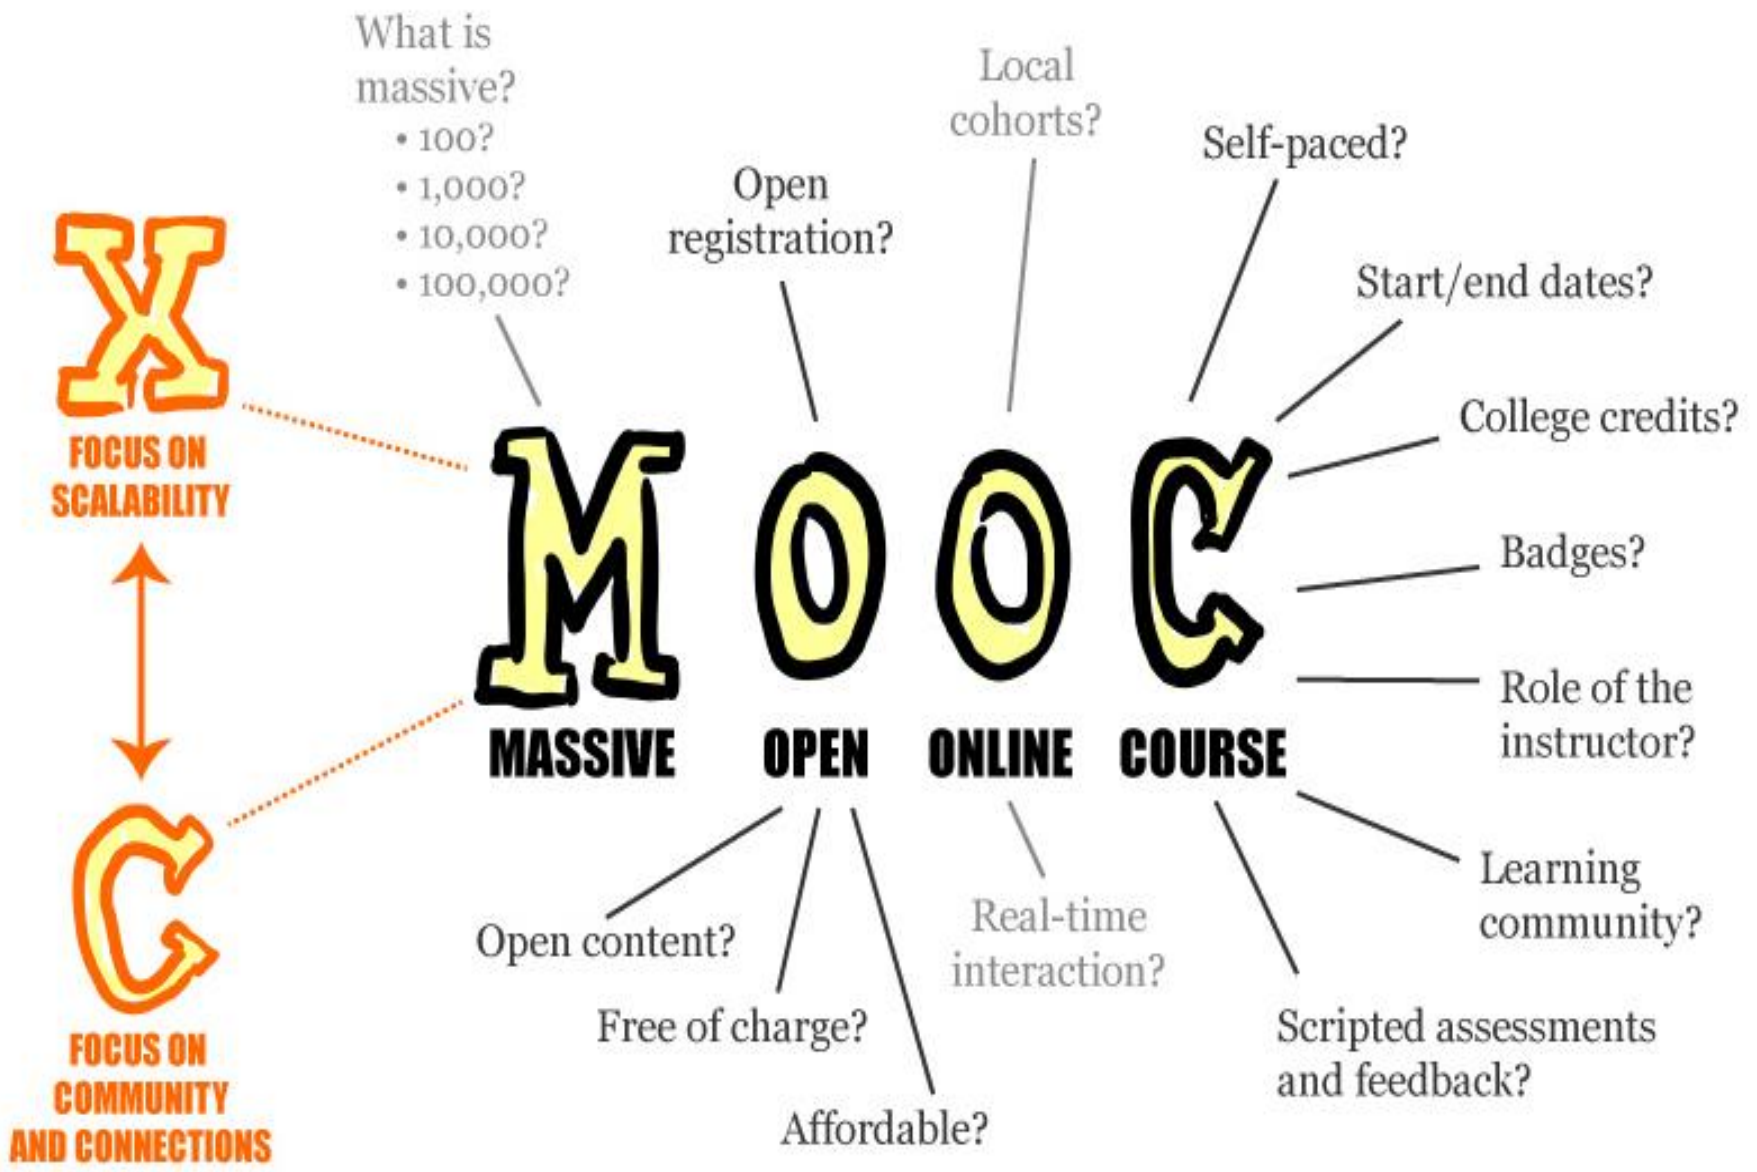 What is
massive?
• 100?
• 1,000?
• 10,000?
• 100,000?
Open
registration?
Local
cohorts?
Self-paced?
Start/end dates?
College credits?
Badges?
Role of the
instructor?
Learning
community?
Scripted assessments
and feedback?
X
FOCUS ON
SCALABILITY
C
FOCUS ON
COMMUNITY
AND CONNECTIONS
MOOC
MASSIVE OPEN ONLINE COURSE
Open content?
Free of charge?
Affordable?
Real-time
interaction?